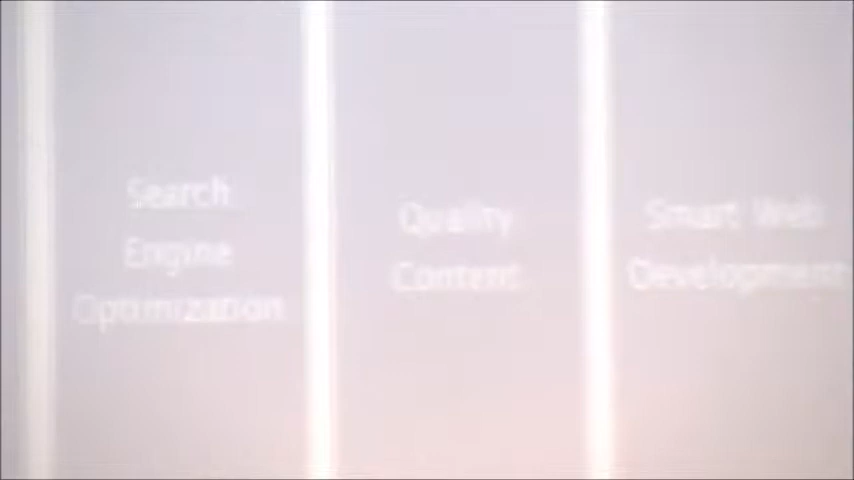 Search
Engine
Optimization
Quality
Content
Smart Web
Development